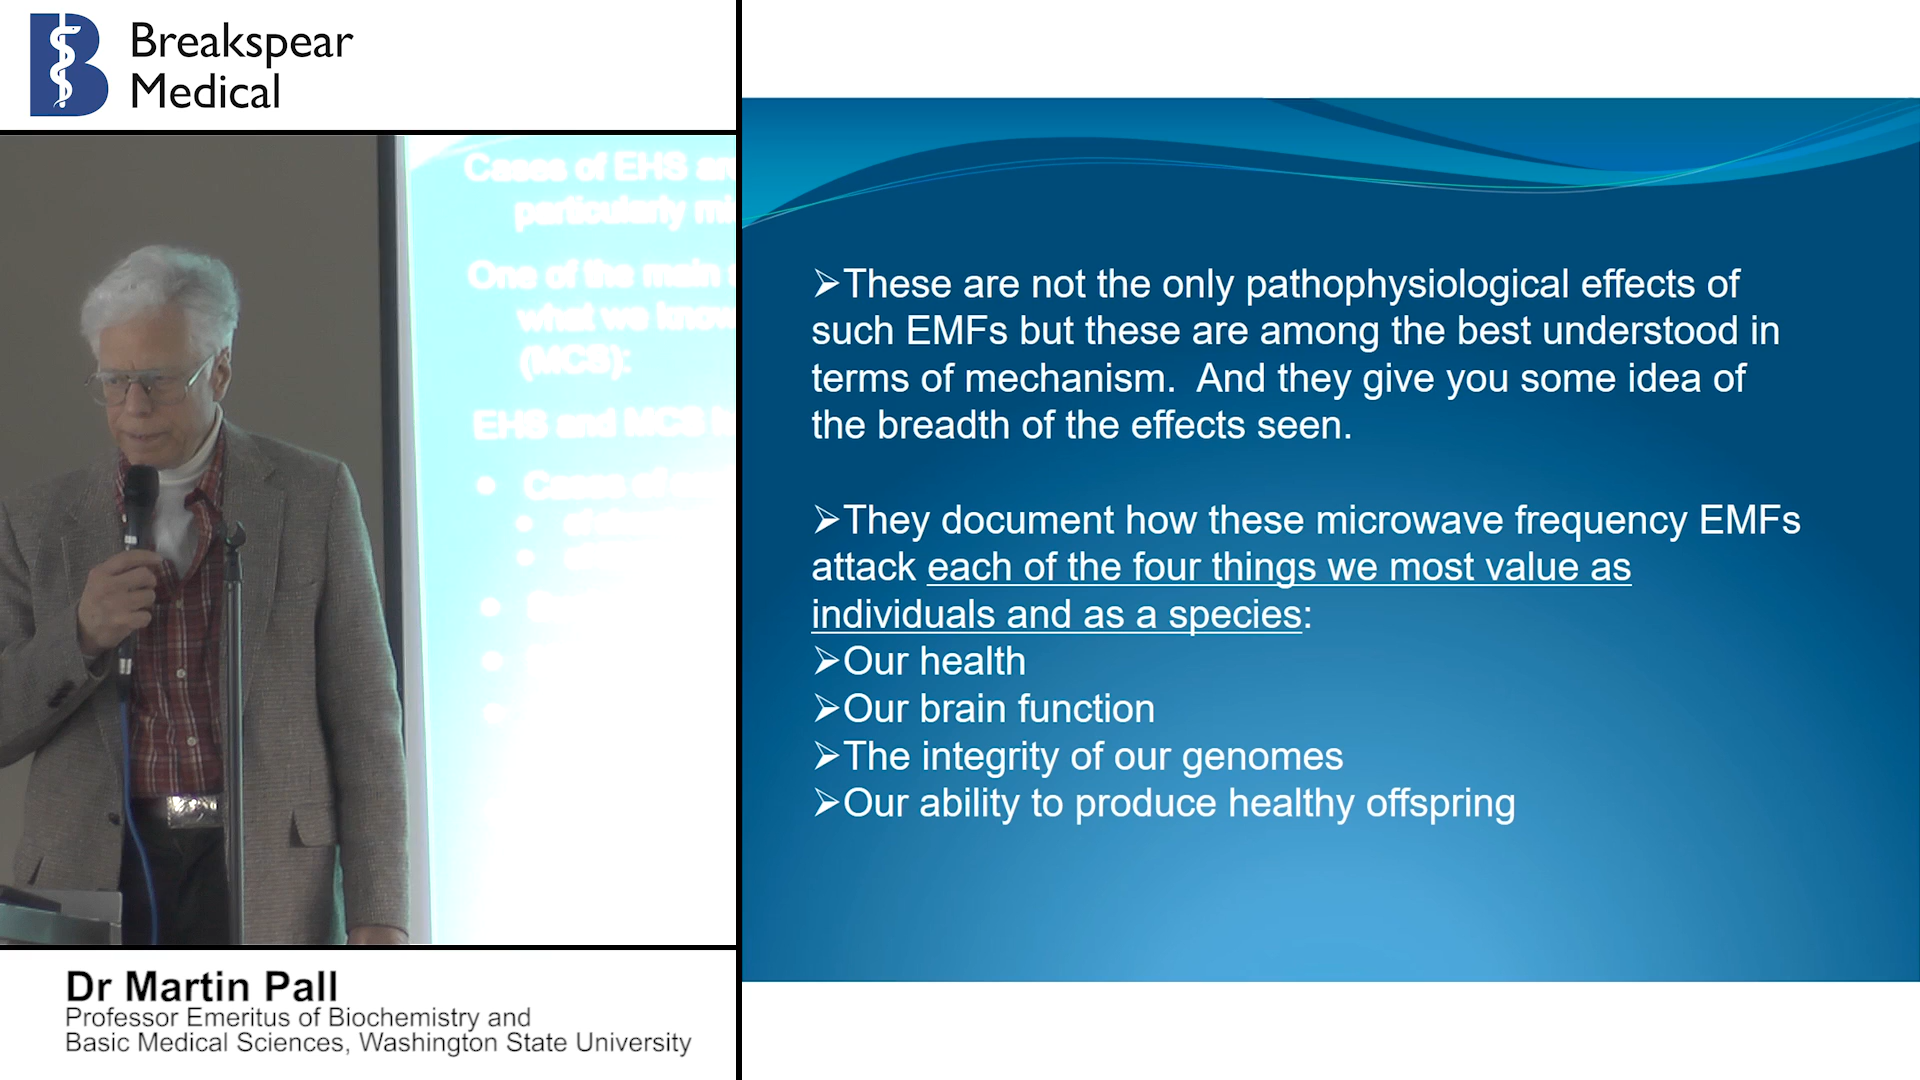 Breakspear
Medical
Cases of EHS
particularly
One of the main
what we know
(MCS):
EHS and MCS
Cases of
Dr Martin Pall
Professor Emeritus of Biochemistry and
Basic Medical Sciences, Washington State University
➢These are not the only pathophysiological effects of
such EMFs but these are among the best understood in
terms of mechanism.  And they give you some idea of
the breadth of the effects seen.
➢They document how these microwave frequency EMFs
attack each of the four things we most value as
individuals and as a species:
➢Our health
➢Our brain function
➢The integrity of our genomes
➢Our ability to produce healthy offspring